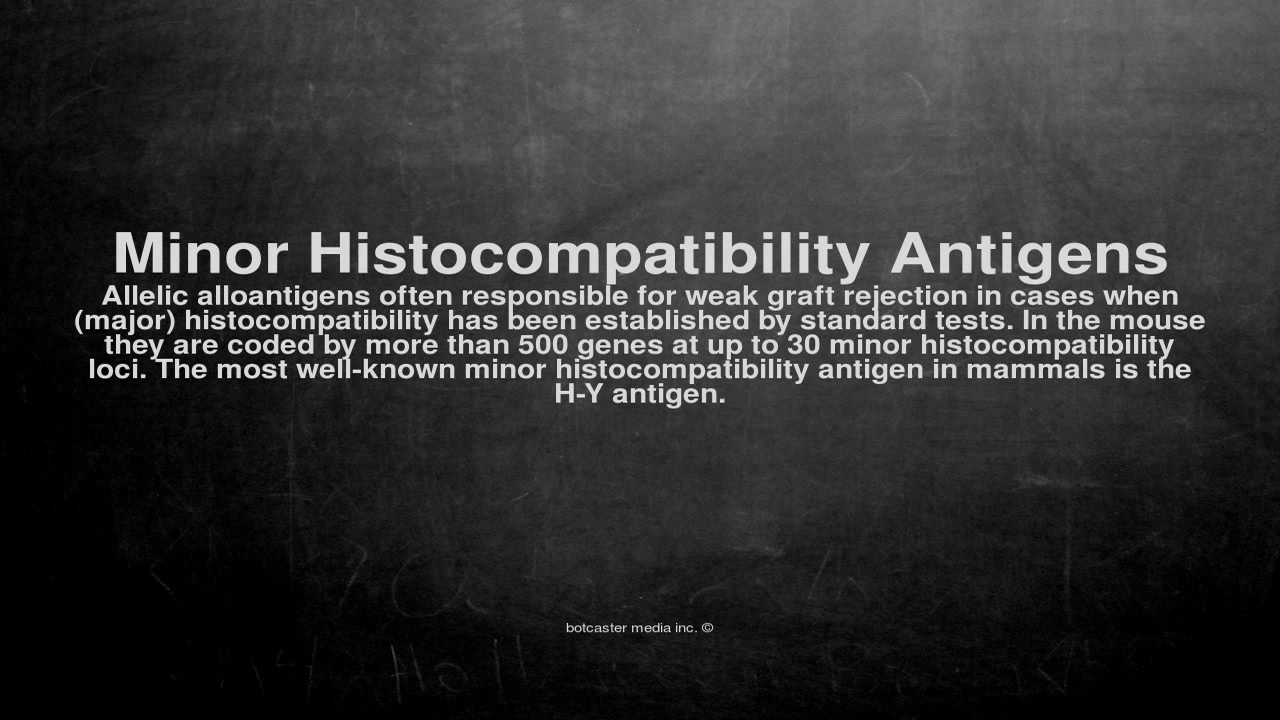 Minor Histocompatibility Antigens
Allelic alloantigens often responsible for weak graft rejection in cases when
(major) histocompatibility has been established by standard tests. In the mouse
they are coded by more than 500 genes at up to 30 minor histocompatibility
loci. The most well-known minor histocompatibility antigen in mammals is the
H-Y antigen.
botcaster media inc. ©